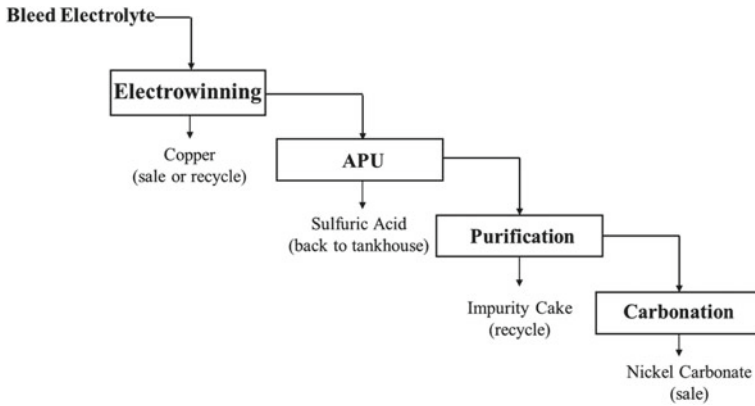 Bleed Electrolyte
Electrowinning
Copper
(sale or recycle)
APU
Sulfuric Acid
(back to tankhouse)
Purification
Impurity Cake
(recycle)
Carbonation
Nickel Carbonate
(sale)